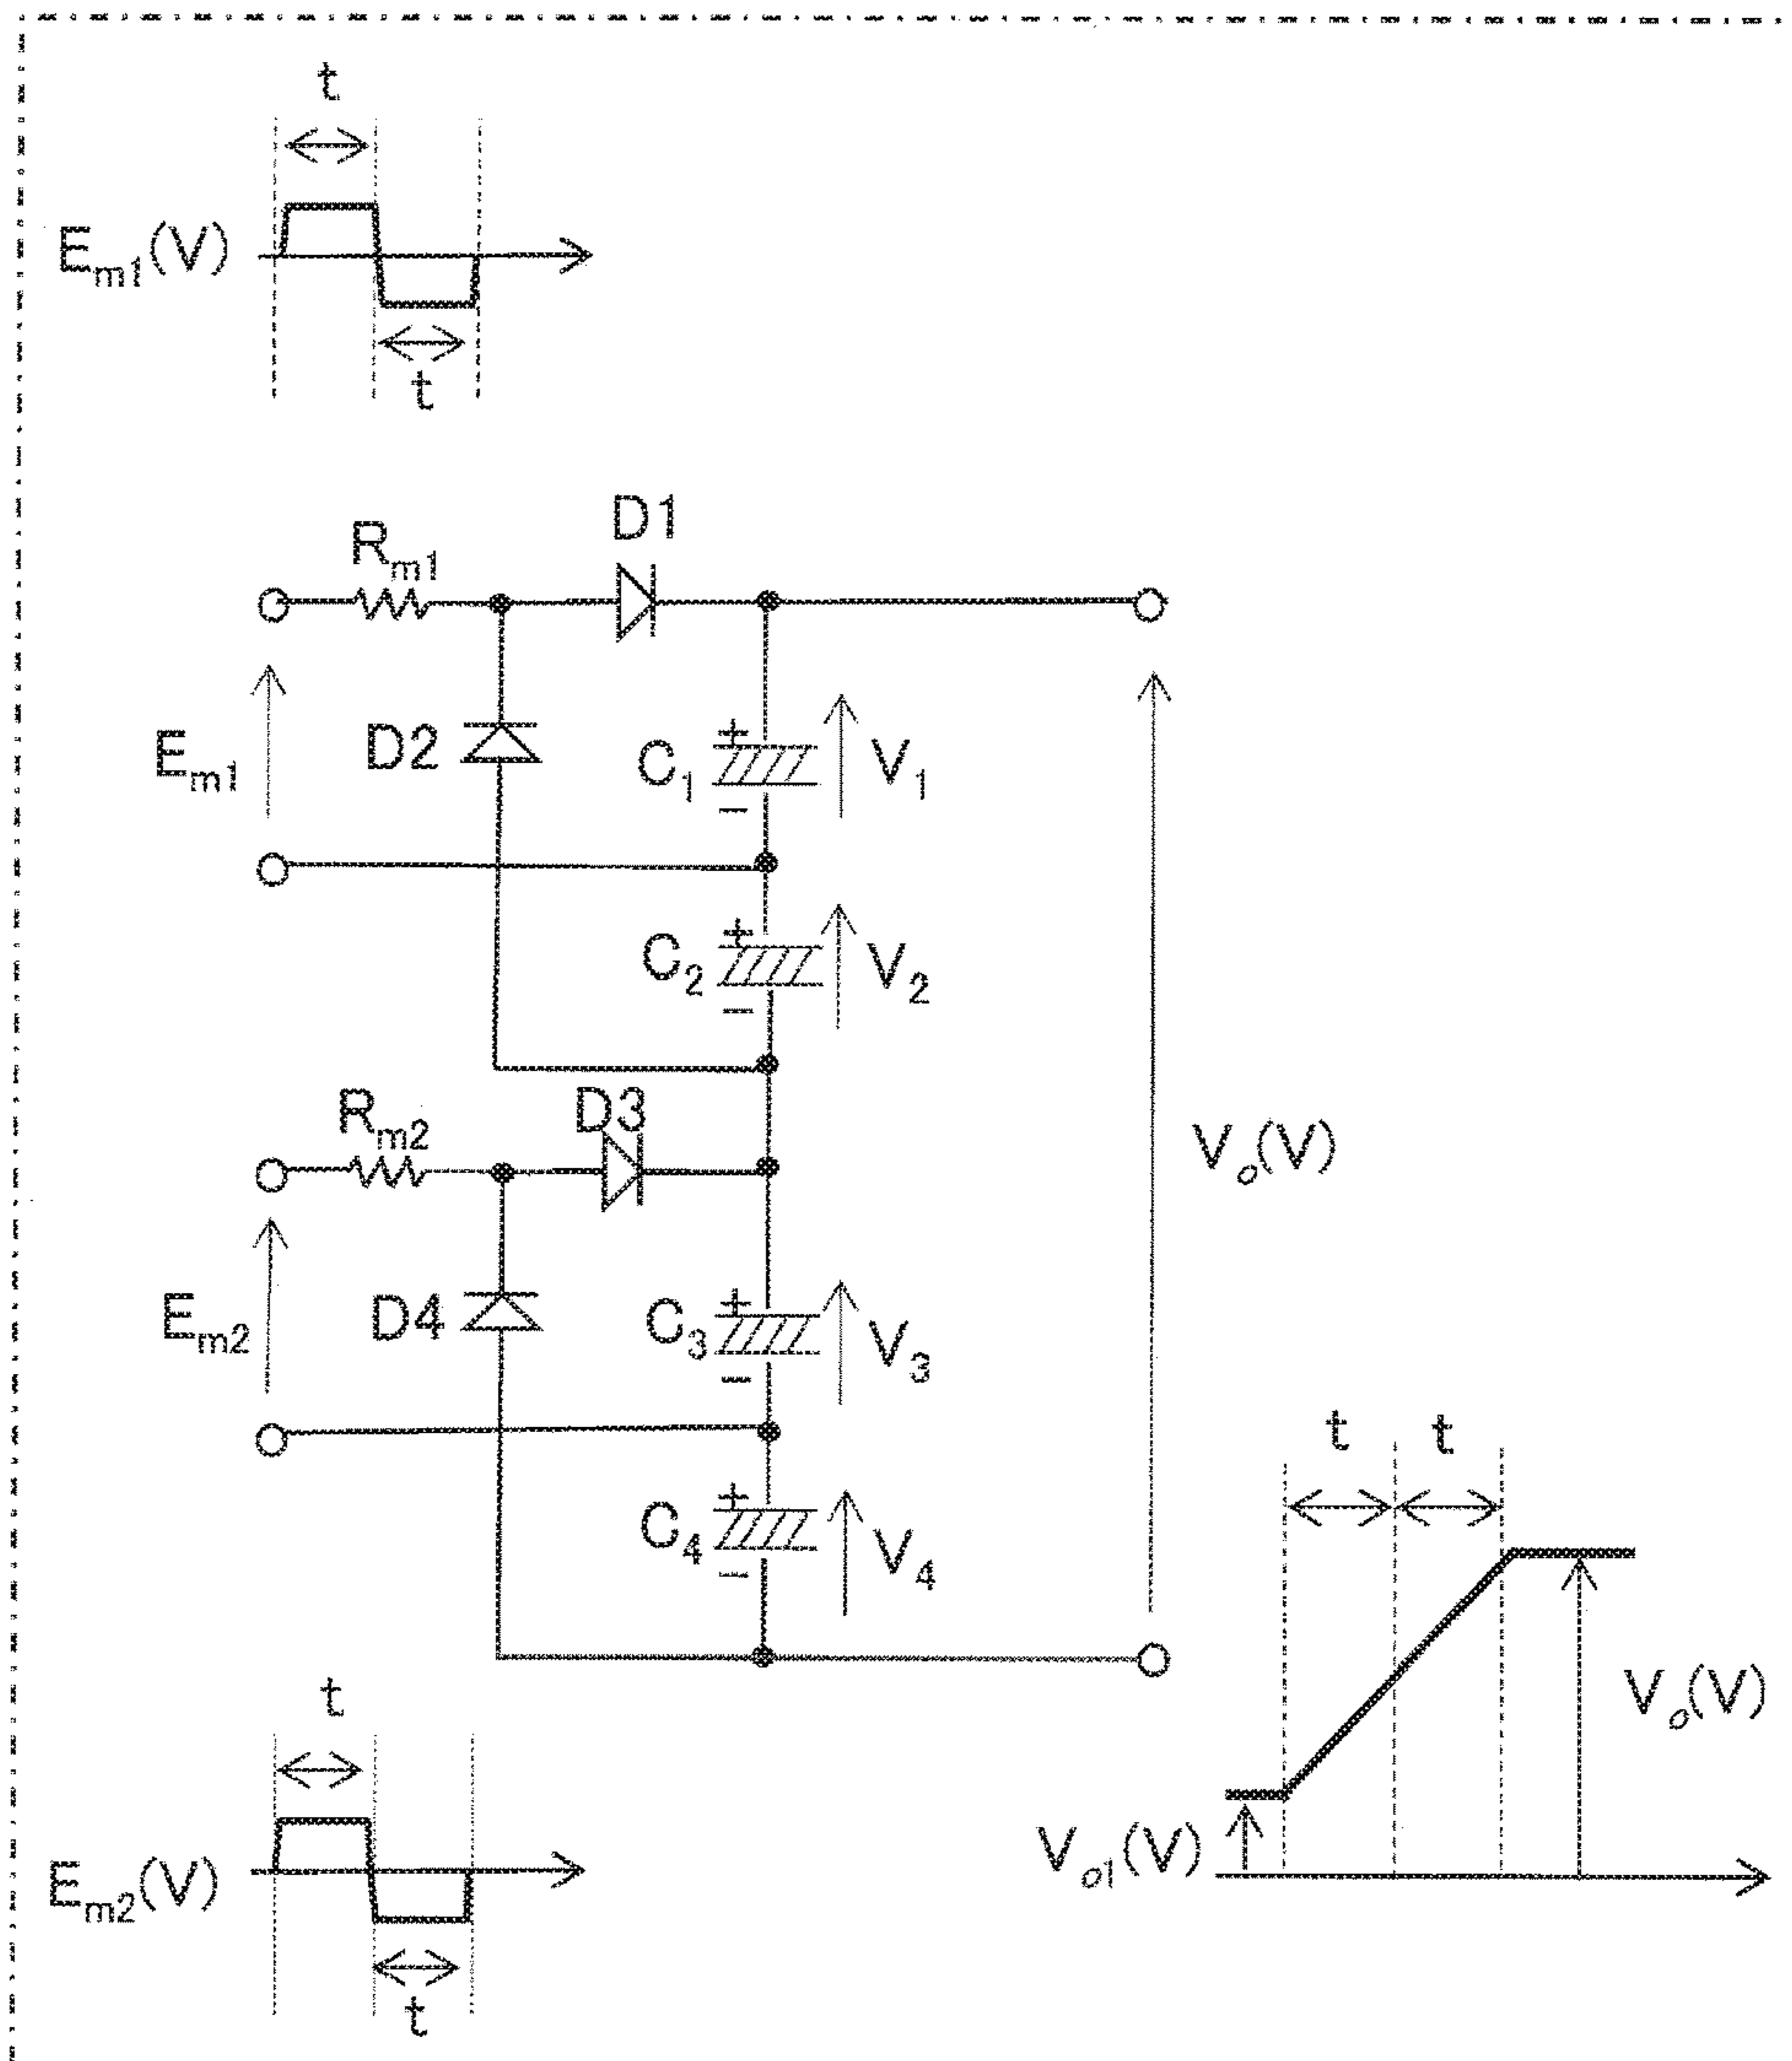 t
Em1(V)
t
D1
Rm1
+
Em1
D2
C1
V1
−
+
C2
V2
−
Rm2
D3
Vo(V)
+
Em2
D4
C3
V3
−
t
t
+
C4
V4
−
t
Vo(V)
Vo1(V)
Em2(V)
t